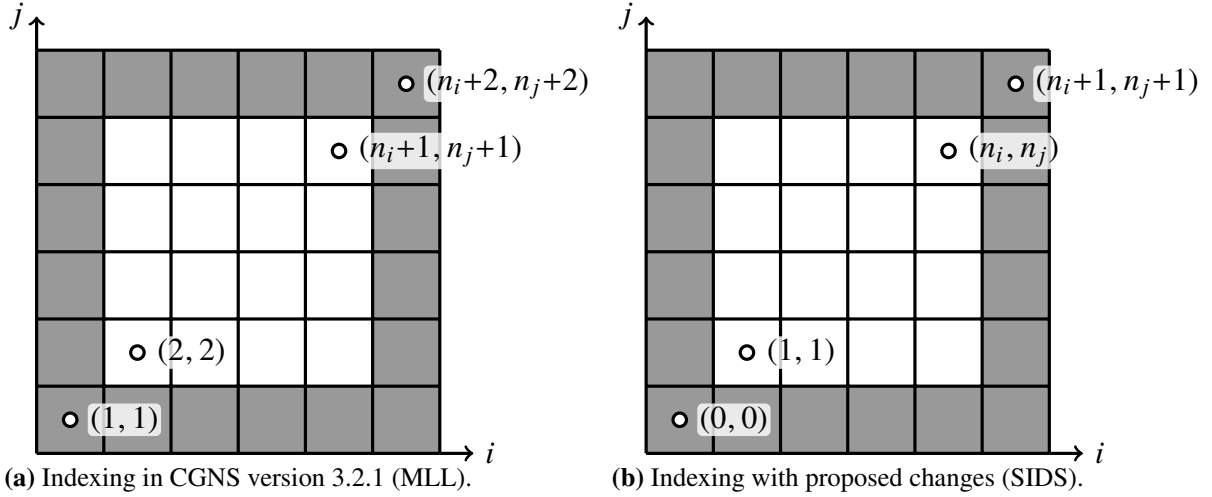 j
(n_i+2, n_j+2)
(n_i+1, n_j+1)
(2, 2)
(1, 1)
i
(a) Indexing in CGNS version 3.2.1 (MLL).
j
(n_i+1, n_j+1)
(n_i, n_j)
(1, 1)
(0, 0)
i
(b) Indexing with proposed changes (SIDS).